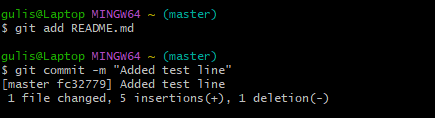 gulis@Laptop MINGW64 ~ (master)
$ git add README.md
gulis@Laptop MINGW64 ~ (master)
$ git commit -m "Added test line"
[master fc32779] Added test line
 1 file changed, 5 insertions(+), 1 deletion(-)